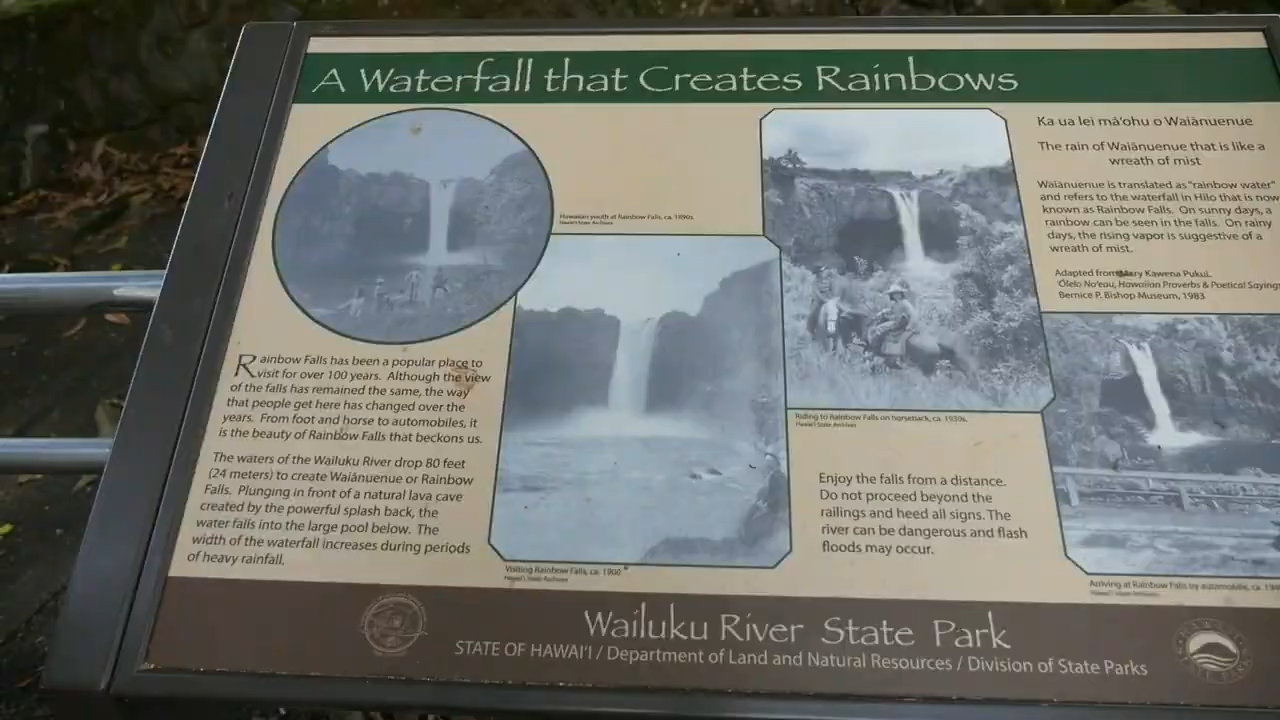 A Waterfall that Creates Rainbows
Hawaiian youth at Rainbow Falls, ca. 1890s.
Hawai'i State Archives
Rainbow Falls has been a popular place to
visit for over 100 years. Although the view
of the falls has remained the same, the way
that people get here has changed over the
years. From foot and horse to automobiles, it
is the beauty of Rainbow Falls that beckons us.
The waters of the Wailuku River drop 80 feet
(24 meters) to create Waiānuenue or Rainbow
Falls. Plunging in front of a natural lava cave
created by the powerful splash back, the
water falls into the large pool below. The
width of the waterfall increases during periods
of heavy rainfall.
Visiting Rainbow Falls, ca. 1900
Hawai'i State Archives
Riding to Rainbow Falls on horseback, ca. 1930s.
Hawai'i State Archives
Enjoy the falls from a distance.
Do not proceed beyond the
railings and heed all signs. The
river can be dangerous and flash
floods may occur.
Ka ua lei mā'ohu o Waiānuenue
The rain of Waiānuenue that is like a
wreath of mist
Waiānuenue is translated as "rainbow water"
and refers to the waterfall in Hilo that is now
known as Rainbow Falls. On sunny days, a
rainbow can be seen in the falls. On rainy
days, the rising vapor is suggestive of a
wreath of mist.
Adapted from Mary Kawena Pukui.
'Ōlelo No'eau, Hawaiian Proverbs & Poetical Sayings
Bernice P. Bishop Museum, 1983
Arriving at Rainbow Falls by automobile, ca.
Wailuku River State Park
STATE OF HAWAI'I / Department of Land and Natural Resources / Division of State Parks